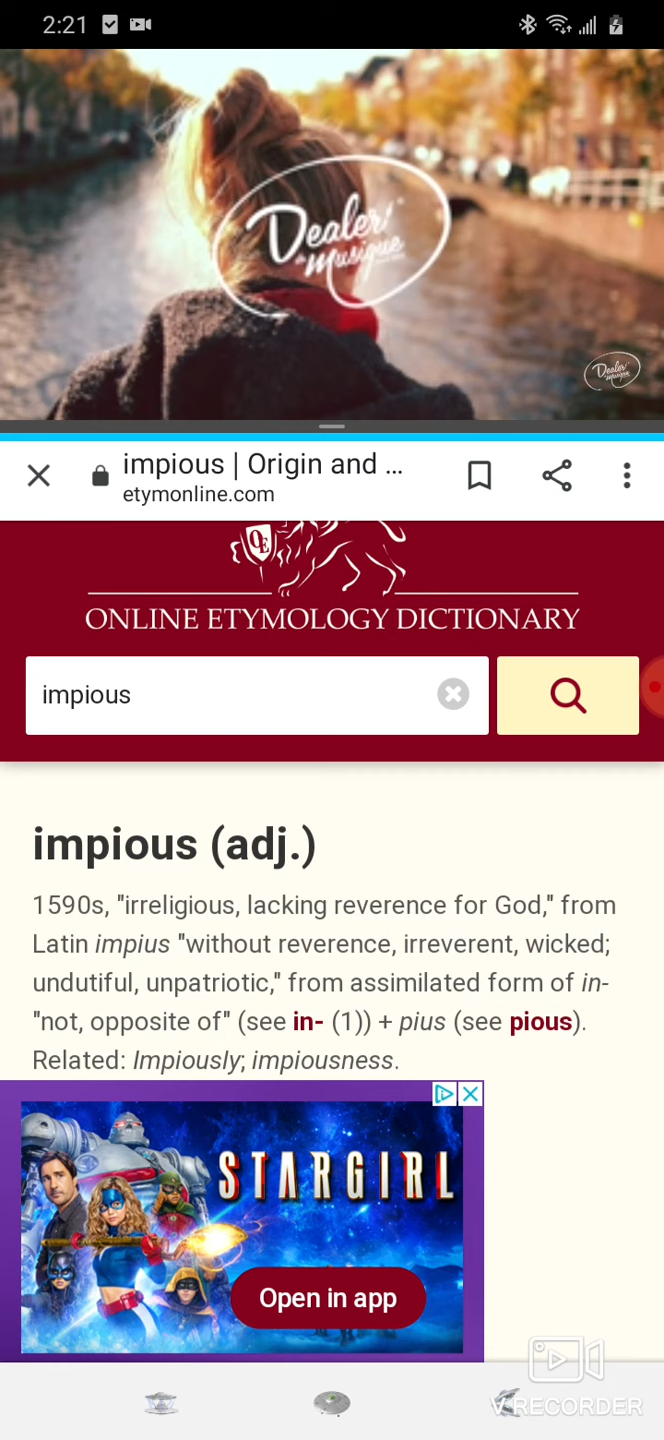 2:21
Dealer
de Musique
Dealer
de Musique
impious | Origin and ...
etymonline.com
OE
ONLINE ETYMOLOGY DICTIONARY
impious
impious (adj.)
1590s, "irreligious, lacking reverence for God," from
Latin impius "without reverence, irreverent, wicked;
undutiful, unpatriotic," from assimilated form of in-
"not, opposite of" (see in- (1)) + pius (see pious).
Related: Impiously; impiousness.
STARGIRL
Open in app
V RECORDER